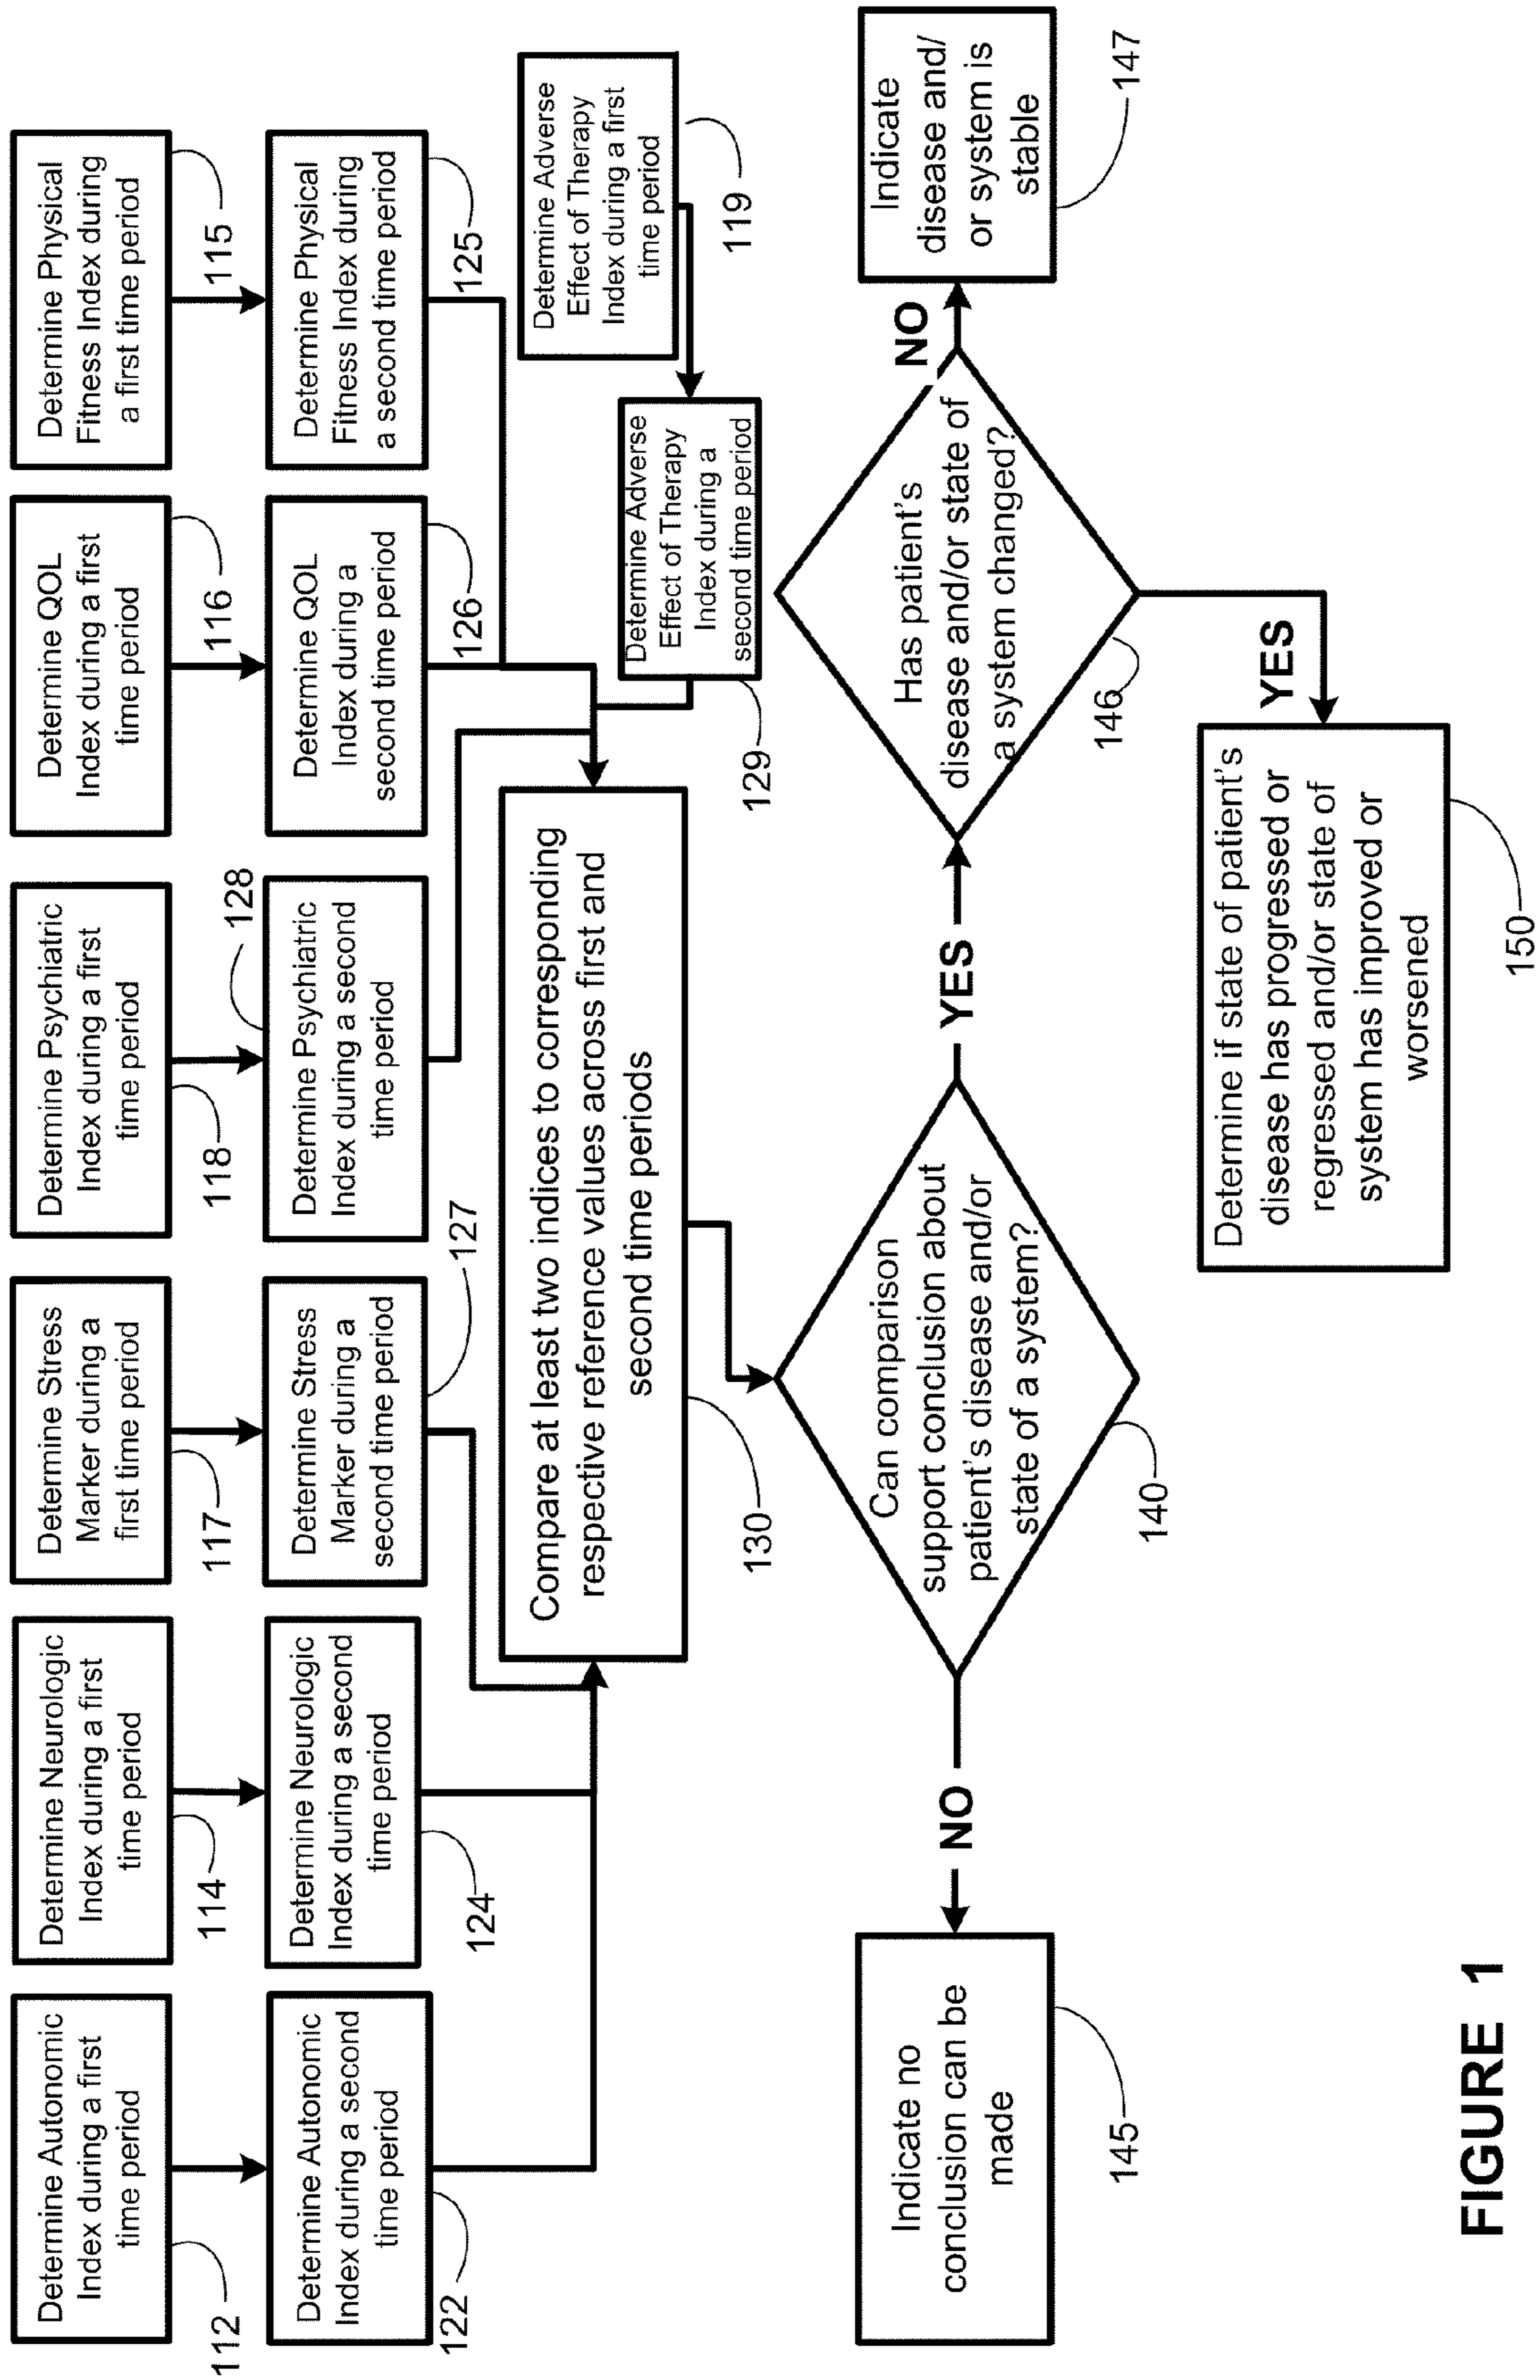 Determine Autonomic
Index during a first
time period
112
Determine Neurologic
Index during a first
time period
114
Determine Stress
Marker during a
first time period
117
Determine Psychiatric
Index during a first
time period
118
Determine QOL
Index during a first
time period
116
Determine Physical
Fitness Index during
a first time period
115
Determine Autonomic
Index during a second
time period
122
Determine Neurologic
Index during a second
time period
124
Determine Stress
Marker during a
second time period
127
Determine Psychiatric
Index during a second
time period
128
Determine QOL
Index during a
second time period
126
Determine Physical
Fitness Index during
a second time period
125
Determine Adverse
Effect of Therapy
Index during a first
time period
119
Determine Adverse
Effect of Therapy
Index during a
second time period
129
Compare at least two indices to corresponding
respective reference values across first and
second time periods
130
Can comparison
support conclusion about
patient's disease and/or
state of a system?
140
NO
Indicate no
conclusion can be
made
145
YES
Has patient's
disease and/or state of
a system changed?
146
NO
Indicate
disease and/
or system is
stable
147
YES
Determine if state of patient's
disease has progressed or
regressed and/or state of
system has improved or
worsened
150
FIGURE 1